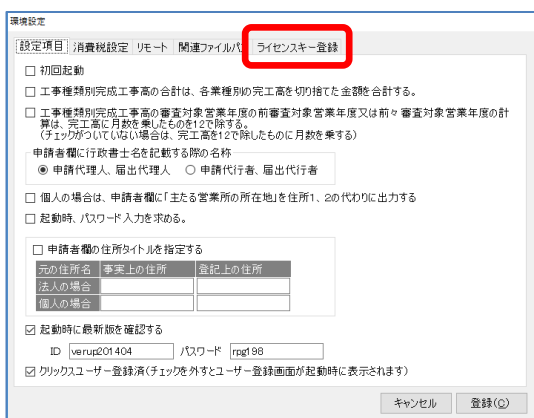 環境設定
設定項目 消費税設定 リモート 関連ファイルパ ライセンスキー登録
初回起動
工事種類別完成工事高の合計は、各業種別の完工高を切り捨てた金額を合計する。
工事種類別完成工事高の審査対象営業年度の前審査対象営業年度又は前々審査対象営業年度の計
算は、完工高に月数を乗したものを12で除する。
(チェックがついていない場合は、完工高を12で除したものに月数を乗する)
申請者欄に行政書士名を記載する際の名称
申請代理人、届出代理人 申請代行者、届出代行者
個人の場合は、申請者欄に「主たる営業所の所在地」を住所1、2の代わりに出力する
起動時、パスワード入力を求める。
申請者欄の住所タイトルを指定する
元の住所名 事実上の住所 登記上の住所
法人の場合
個人の場合
起動時に最新版を確認する
ID verup201404 パスワード rpg198
クリックスユーザー登録済(チェックを外すとユーザー登録画面が起動時に表示されます)
キャンセル 登録(C)